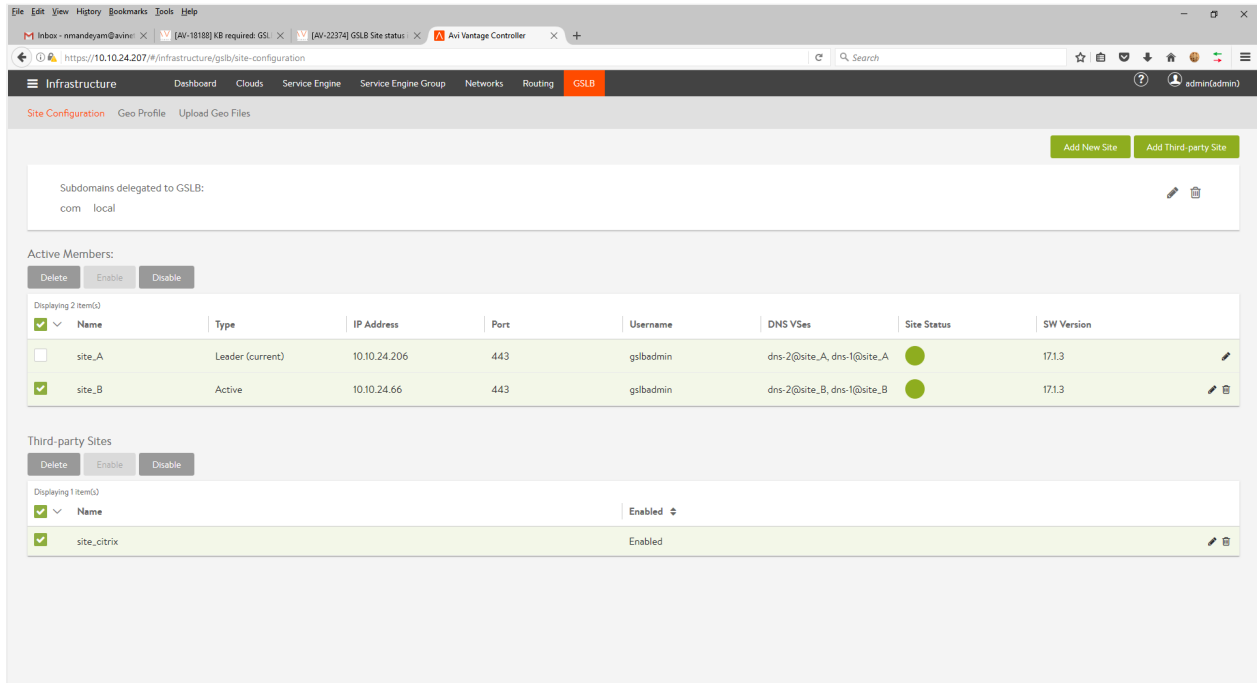 File Edit View History Bookmarks Tools Help
Inbox - nmandeyam@avinet [AV-18188] KB required: GSL [AV-22374] GSLB Site status Avi Vantage Controller
https://10.10.24.207/#/infrastructure/gslb/site-configuration Search
Infrastructure Dashboard Clouds Service Engine Service Engine Group Networks Routing GSLB ? admin(admin)
Site Configuration Geo Profile Upload Geo Files
Add New Site Add Third-party Site
Subdomains delegated to GSLB:
com local
Active Members:
Delete Enable Disable
Displaying 2 item(s)
Name Type IP Address Port Username DNS VSes Site Status SW Version
site_A Leader (current) 10.10.24.206 443 gslbadmin dns-2@site_A, dns-1@site_A 17.1.3
site_B Active 10.10.24.66 443 gslbadmin dns-2@site_B, dns-1@site_B 17.1.3
Third-party Sites
Delete Enable Disable
Displaying 1 item(s)
Name Enabled
site_citrix Enabled